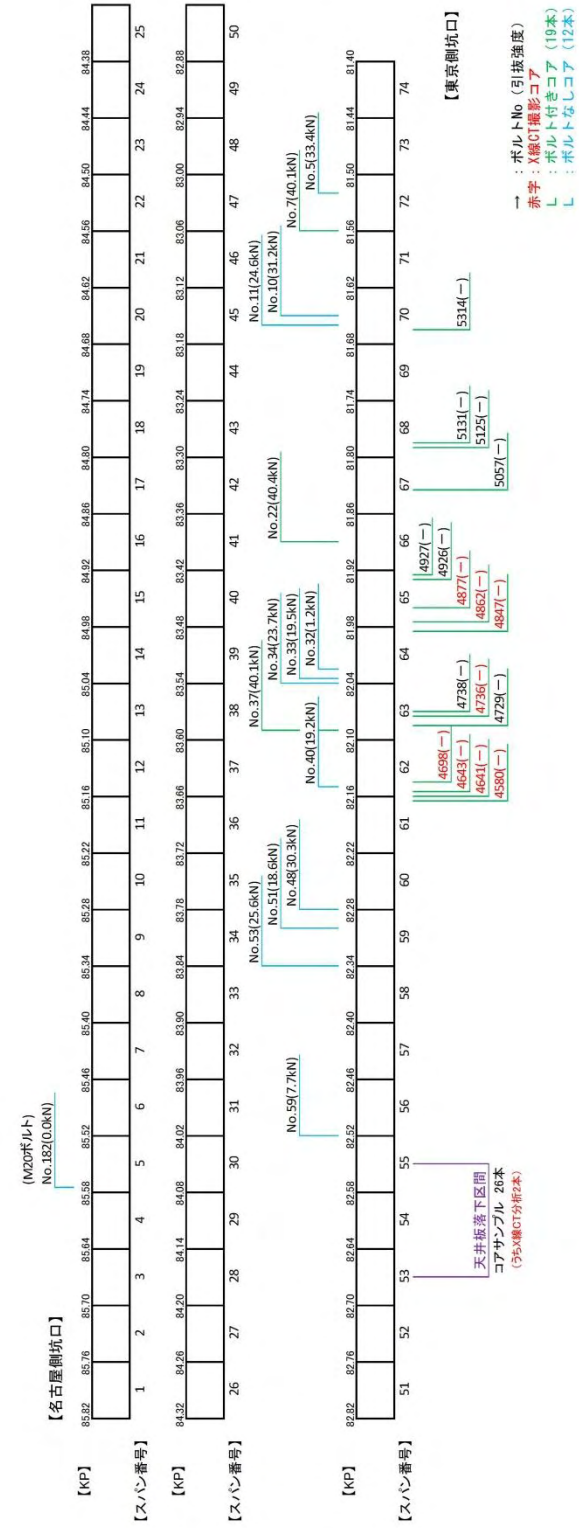 【名古屋側坑口】
(M20ボルト)
No.182(0.0kN)
【KP】
85.82 85.76 85.70 85.64 85.58 85.52 85.46 85.40 85.34 85.28 85.22 85.16 85.10 85.04 84.98 84.92 84.86 84.80 84.74 84.68 84.62 84.56 84.50 84.44 84.38
【スパン番号】
1 2 3 4 5 6 7 8 9 10 11 12 13 14 15 16 17 18 19 20 21 22 23 24 25
【KP】
84.32 84.26 84.20 84.14 84.08 84.02 83.96 83.90 83.84 83.78 83.72 83.66 83.60 83.54 83.48 83.42 83.36 83.30 83.24 83.18 83.12 83.06 83.00 82.94 82.88
【スパン番号】
26 27 28 29 30 31 32 33 34 35 36 37 38 39 40 41 42 43 44 45 46 47 48 49 50
No.59(7.7kN)
No.53(25.6kN)
No.51(18.6kN)
No.48(30.3kN)
No.40(19.2kN)
No.37(40.1kN)
No.34(23.7kN)
No.33(19.5kN)
No.32(1.2kN)
No.22(40.4kN)
No.11(24.6kN)
No.10(31.2kN)
No.7(40.1kN)
No.5(33.4kN)
【KP】
82.82 82.76 82.70 82.64 82.58 82.52 82.46 82.40 82.34 82.28 82.22 82.16 82.10 82.04 81.98 81.92 81.86 81.80 81.74 81.68 81.62 81.56 81.50 81.44 81.40
【スパン番号】
51 52 53 54 55 56 57 58 59 60 61 62 63 64 65 66 67 68 69 70 71 72 73 74
天井板落下区間
コアサンプル 26本
(うちX線CT分析2本)
4698(ー)
4643(ー)
4641(ー)
4580(ー)
4738(ー)
4736(ー)
4729(ー)
4927(ー)
4926(ー)
4877(ー)
4862(ー)
4847(ー)
5057(ー)
5131(ー)
5125(ー)
5314(ー)
【東京側坑口】
→ : ボルトNo (引抜強度)
赤字 : X線CT撮影コア
L : ボルト付きコア (19本)
L : ボルトなしコア (12本)